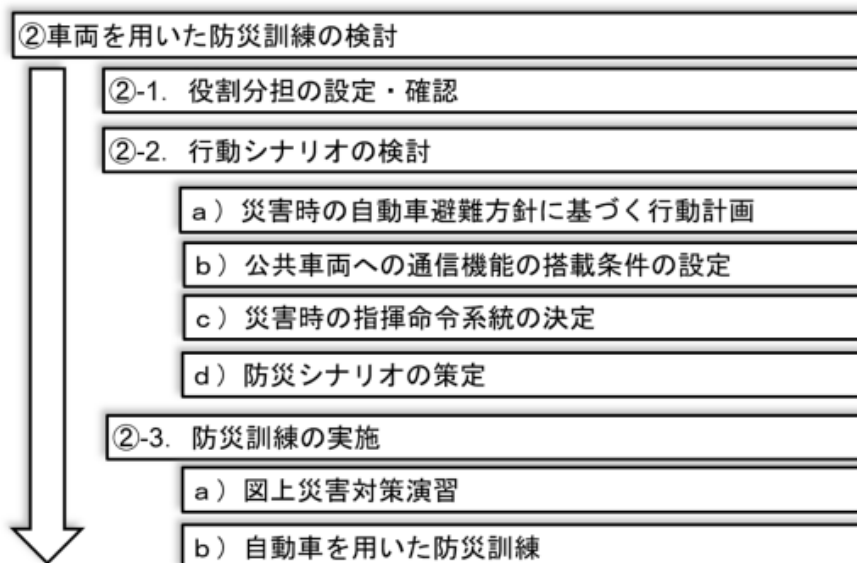 ②車両を用いた防災訓練の検討
②-1. 役割分担の設定・確認
②-2. 行動シナリオの検討
a）災害時の自動車避難方針に基づく行動計画
b）公共車両への通信機能の搭載条件の設定
c）災害時の指揮命令系統の決定
d）防災シナリオの策定
②-3. 防災訓練の実施
a）図上災害対策演習
b）自動車を用いた防災訓練